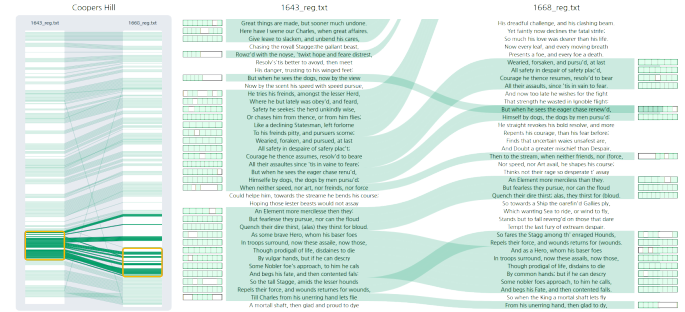 Coopers Hill
1643_reg.txt
1668_reg.txt
1643_reg.txt
Great things are made, but sooner much undone.
Here have I seene our Charles, when great affaires
Give leave to slacken, and unbend his cares,
Chasing the royall Stagge the gallant beast,
Rowz'd with the noyse, 'twixt hope and feare distrest,
Resolv's 'tis better to avoid, then meet
His danger, trusting to his winged feet:
But when he sees the dogs, now by the view
Now by the scent his speed with speed pursue,
He tries his freinds, amongst the lesser Herd,
Where he but lately was obey'd, and feard,
Safety he seekes: the herd unkindly wise,
Or chases him from thence, or from him flies.
Like a declining Statesman, left forlorne
To his freinds pitty, and pursuers scorne:
Wearied, forsaken, and pursued, at last
All safety in despaire of safety plac't:
Courage he thence assumes, resolv'd to beare
All their assaults since 'tis in vaine to feare:
But when he sees the eager chase renu'd,
Himselfe by dogs, the dogs by men pursu'd
When neither speed, nor art, nor freinds, nor force
Could helpe him, towards the streame he bends his course:
Hoping those lesser beasts would not assay
An Element more mercilesse then they:
But fearlesse they pursue, nor can the floud
Quench their dire thirst, (alas) they thirst for bloud.
As some brave Hero, whom his baser foes
In troops surround, now these assaile, now those,
Though prodigall of life, disdaines to die
By vulgar hands, but if he can descry
Some Nobler foe's approach, to him he cals
And begs his Fate, and then contented fals:
So the tall Stagge, amidst the lesser hounds
Repels their force, and wounds returnes for wounds,
Till Charles from his unerring hand lets flie
A mortall shaft, then glad and proud to dye
1668_reg.txt
His dreadful challenge, and his clashing beam.
Yet faintly now declines the fatal strife;
So much his love was dearer than his life.
Now every leaf, and every moving breath
Presents a foe, and every foe a death.
Wearied, forsaken, and pursu'd, at last
All safety in despair of safety plac'd,
Courage he thence resumes, resolv'd to bear
All their assaults, since 'tis in vain to fear.
And now too late he wishes for the fight
That strength he wasted in ignoble flight:
But when he sees the eager chase renew'd,
Himself by dogs, the dogs by men pursu'd:
He straight revokes his bold resolve, and more
Repents his courage, than his fear before;
Finds that uncertain wayes unsafest are,
And Doubt a greater mischief than Despair.
Then to the stream, when neither friends, nor force,
Nor speed, nor Art avail, he shapes his course;
Thinks not their rage so desperate t' assay
An Element more merciless than they.
But fearless they pursue, nor can the floud
Quench their dire thirst; alas, they thirst for bloud.
So towards a Ship the oarefin'd Gallies ply,
Which wanting Sea to ride, or wind to fly,
Stands but to fall reveng'd on those that dare
Tempt the last fury of extream despair.
So fares the Stagg among th' enraged Hounds,
Repels their force, and wounds returns for wounds.
And as a Hero, whom his baser foes
In troops surround, now these assails, now those,
Though prodigal of life, disdains to die
By common hands; but if he can descry
Some nobler foes approach, to him he calls,
And begs his Fate, and then contented falls.
So when the King a mortal shaft lets fly
From his unerring hand, then glad to dy,